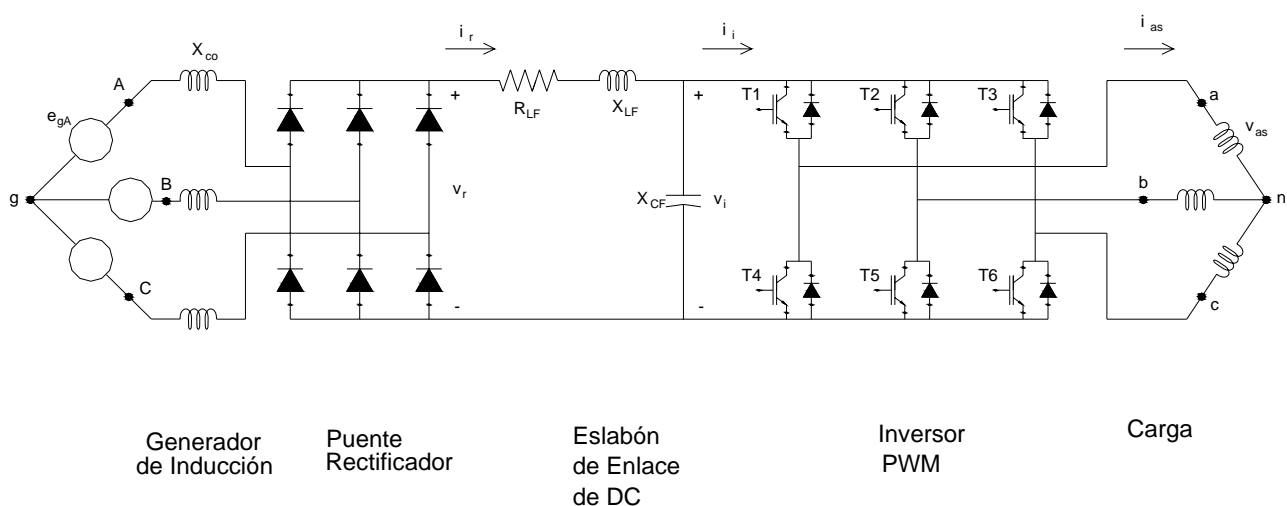 i r
i i
i as
X co
A
e gA
R LF
X LF
+
+
T1
T2
T3
a
v as
g
B
v r
X CF
v i
b
n
C
-
-
T4
T5
T6
c
Generador
de Inducción
Puente
Rectificador
Eslabón
de Enlace
de DC
Inversor
PWM
Carga